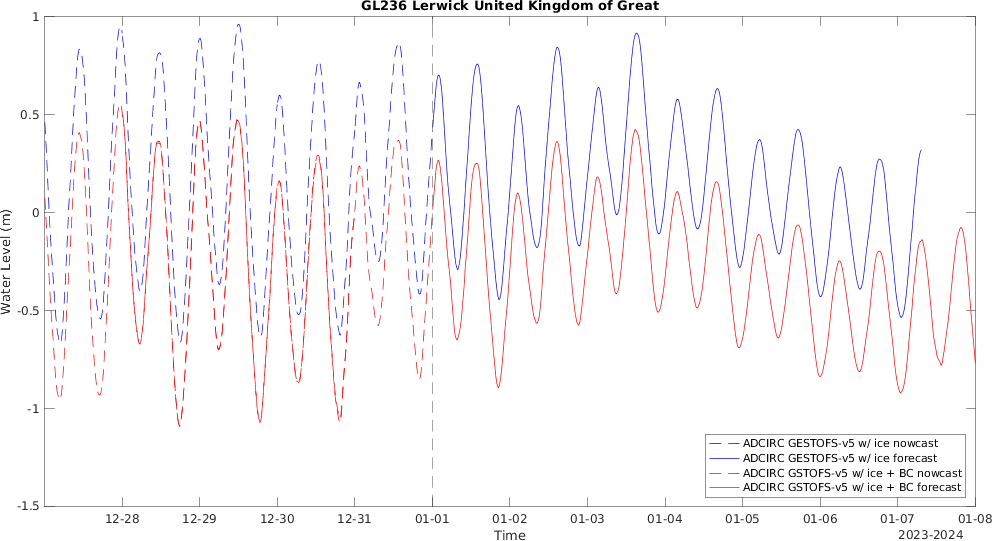 GL236 Lerwick United Kingdom of Great
1
0.5
0
-0.5
-1
-1.5
Water Level (m)
ADCIRC GESTOFS-v5 w/ ice nowcast
ADCIRC GESTOFS-v5 w/ ice forecast
ADCIRC GSTOFS-v5 w/ ice + BC nowcast
ADCIRC GSTOFS-v5 w/ ice + BC forecast
12-28 12-29 12-30 12-31 01-01 01-02 01-03 01-04 01-05 01-06 01-07 01-08
Time
2023-2024